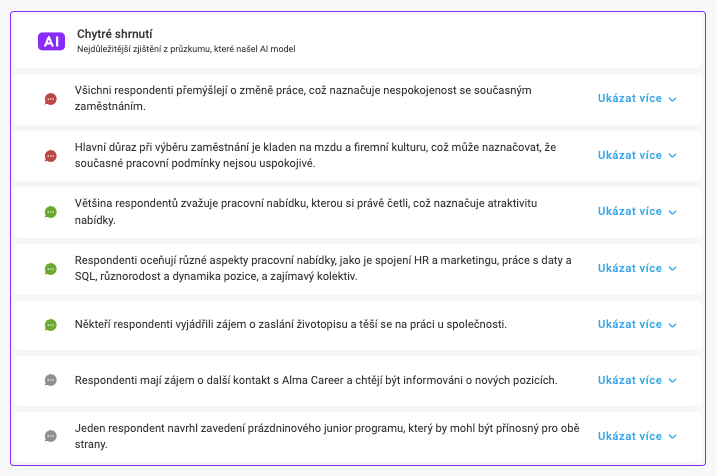 AI
Chytré shrnutí
Nejdůležitější zjištění z průzkumu, které našel AI model
Všichni respondenti přemýšlejí o změně práce, což naznačuje nespokojenost se současným
zaměstnáním.
Ukázat více
Hlavní důraz při výběru zaměstnání je kladen na mzdu a firemní kulturu, což může naznačovat, že
současné pracovní podmínky nejsou uspokojivé.
Ukázat více
Většina respondentů zvažuje pracovní nabídku, kterou si právě četli, což naznačuje atraktivitu
nabídky.
Ukázat více
Respondenti oceňují různé aspekty pracovní nabídky, jako je spojení HR a marketingu, práce s daty a
SQL, různorodost a dynamika pozice, a zajímavý kolektiv.
Ukázat více
Někteří respondenti vyjádřili zájem o zaslání životopisu a těší se na práci u společnosti.
Ukázat více
Respondenti mají zájem o další kontakt s Alma Career a chtějí být informováni o nových pozicích.
Ukázat více
Jeden respondent navrhl zavedení prázdninového junior programu, který by mohl být přínosný pro obě
strany.
Ukázat více